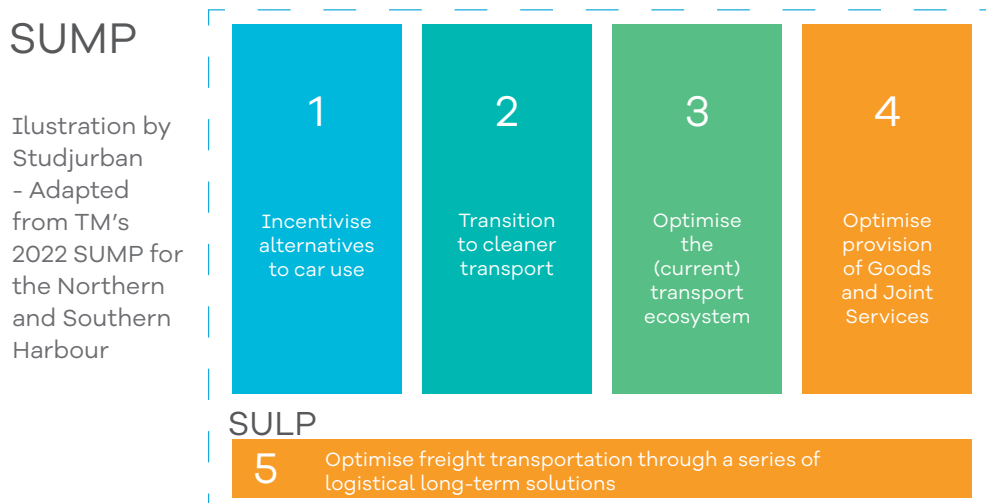 SUMP
Ilustration by
Studjurban
- Adapted
from TM's
2022 SUMP for
the Northern
and Southern
Harbour
1
Incentivise
alternatives
to car use
2
Transition
to cleaner
transport
3
Optimise
the
(current)
transport
ecosystem
4
Optimise
provision
of Goods
and Joint
Services
SULP
5
Optimise freight transportation through a series of
logistical long-term solutions